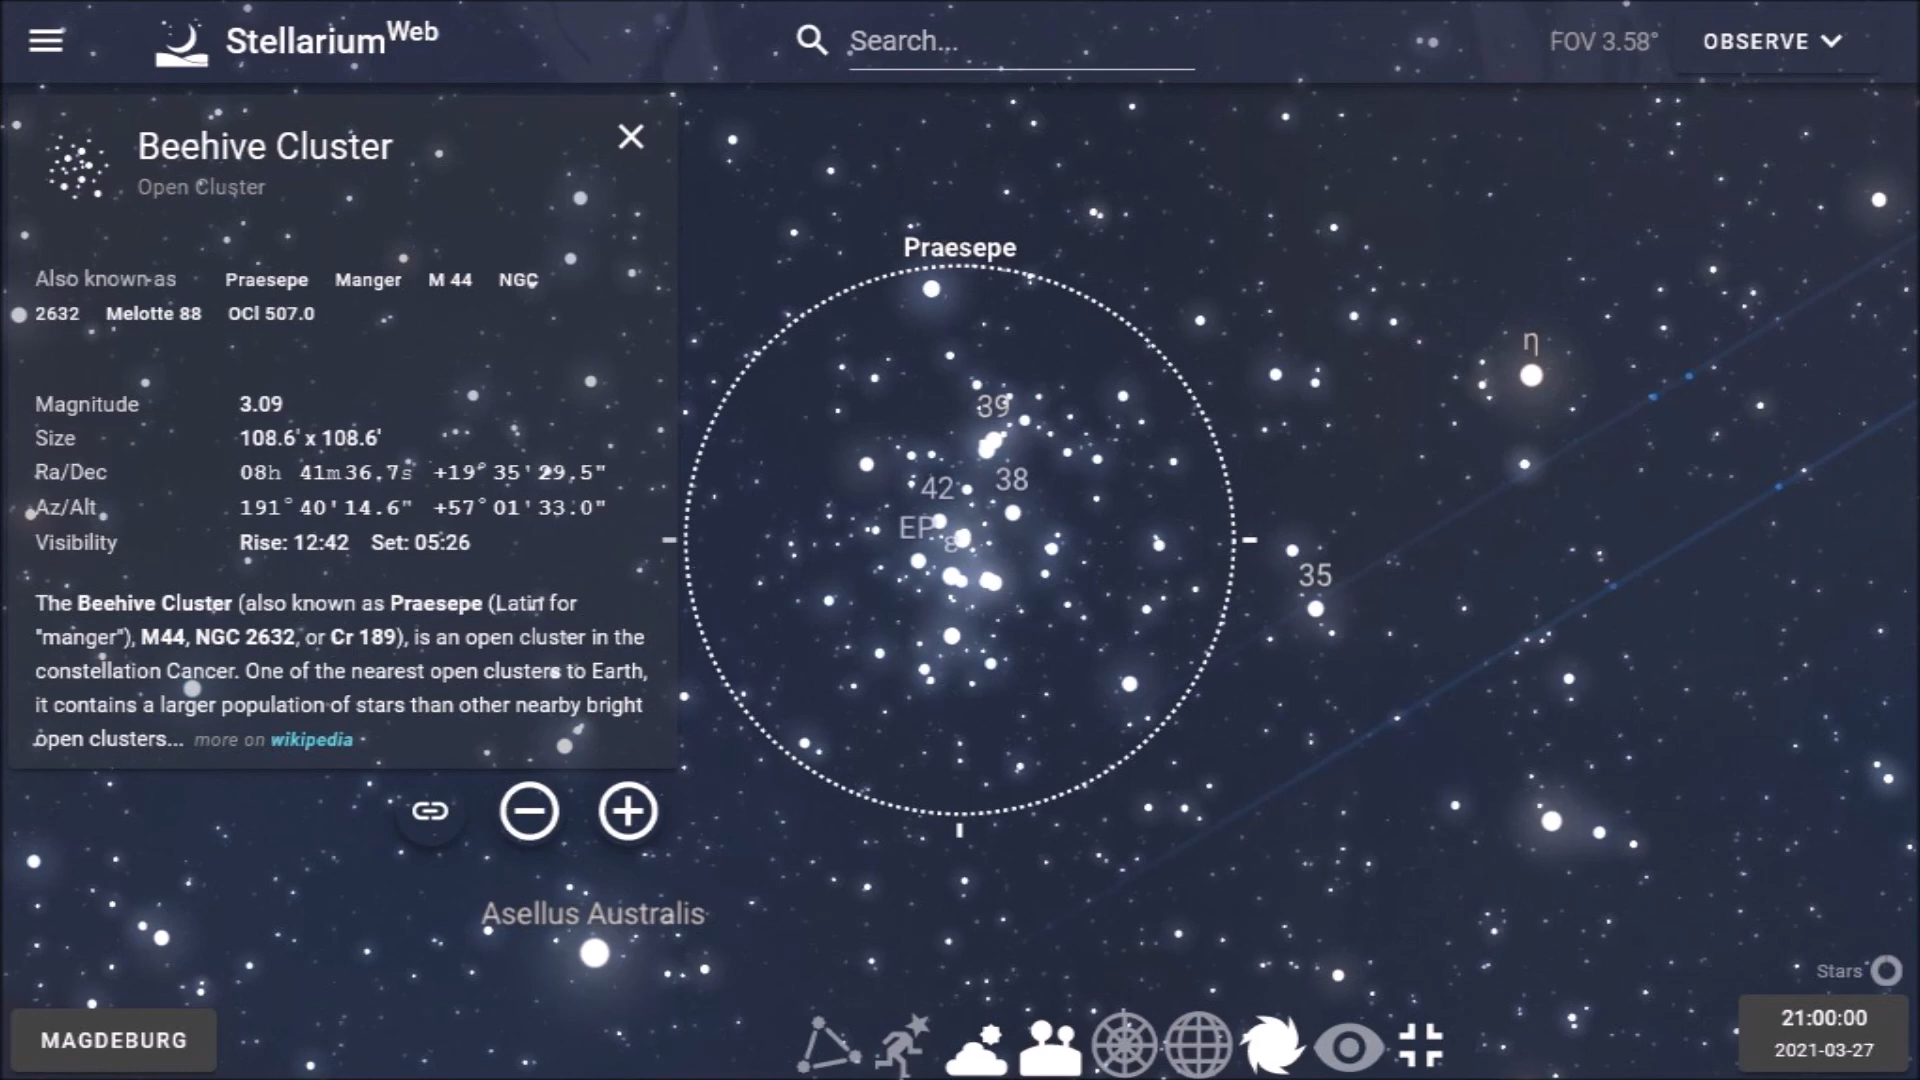 StellariumWeb
Search...
FOV 3.58°
OBSERVE
Beehive Cluster
Open Cluster
Also known as Praesepe Manger M 44 NGC
2632 Melotte 88 OCl 507.0
Magnitude 3.09
Size 108.6' x 108.6'
Ra/Dec 08h 41m36.7s +19°35'29.5"
Az/Alt 191°40'14.6" +57°01'33.0"
Visibility Rise: 12:42 Set: 05:26
The Beehive Cluster (also known as Praesepe (Latin for
"manger"), M44, NGC 2632, or Cr 189), is an open cluster in the
constellation Cancer. One of the nearest open clusters to Earth,
it contains a larger population of stars than other nearby bright
open clusters... more on wikipedia
Praesepe
η
39
38
42
EP
35
Asellus Australis
Stars
MAGDEBURG
21:00:00
2021-03-27